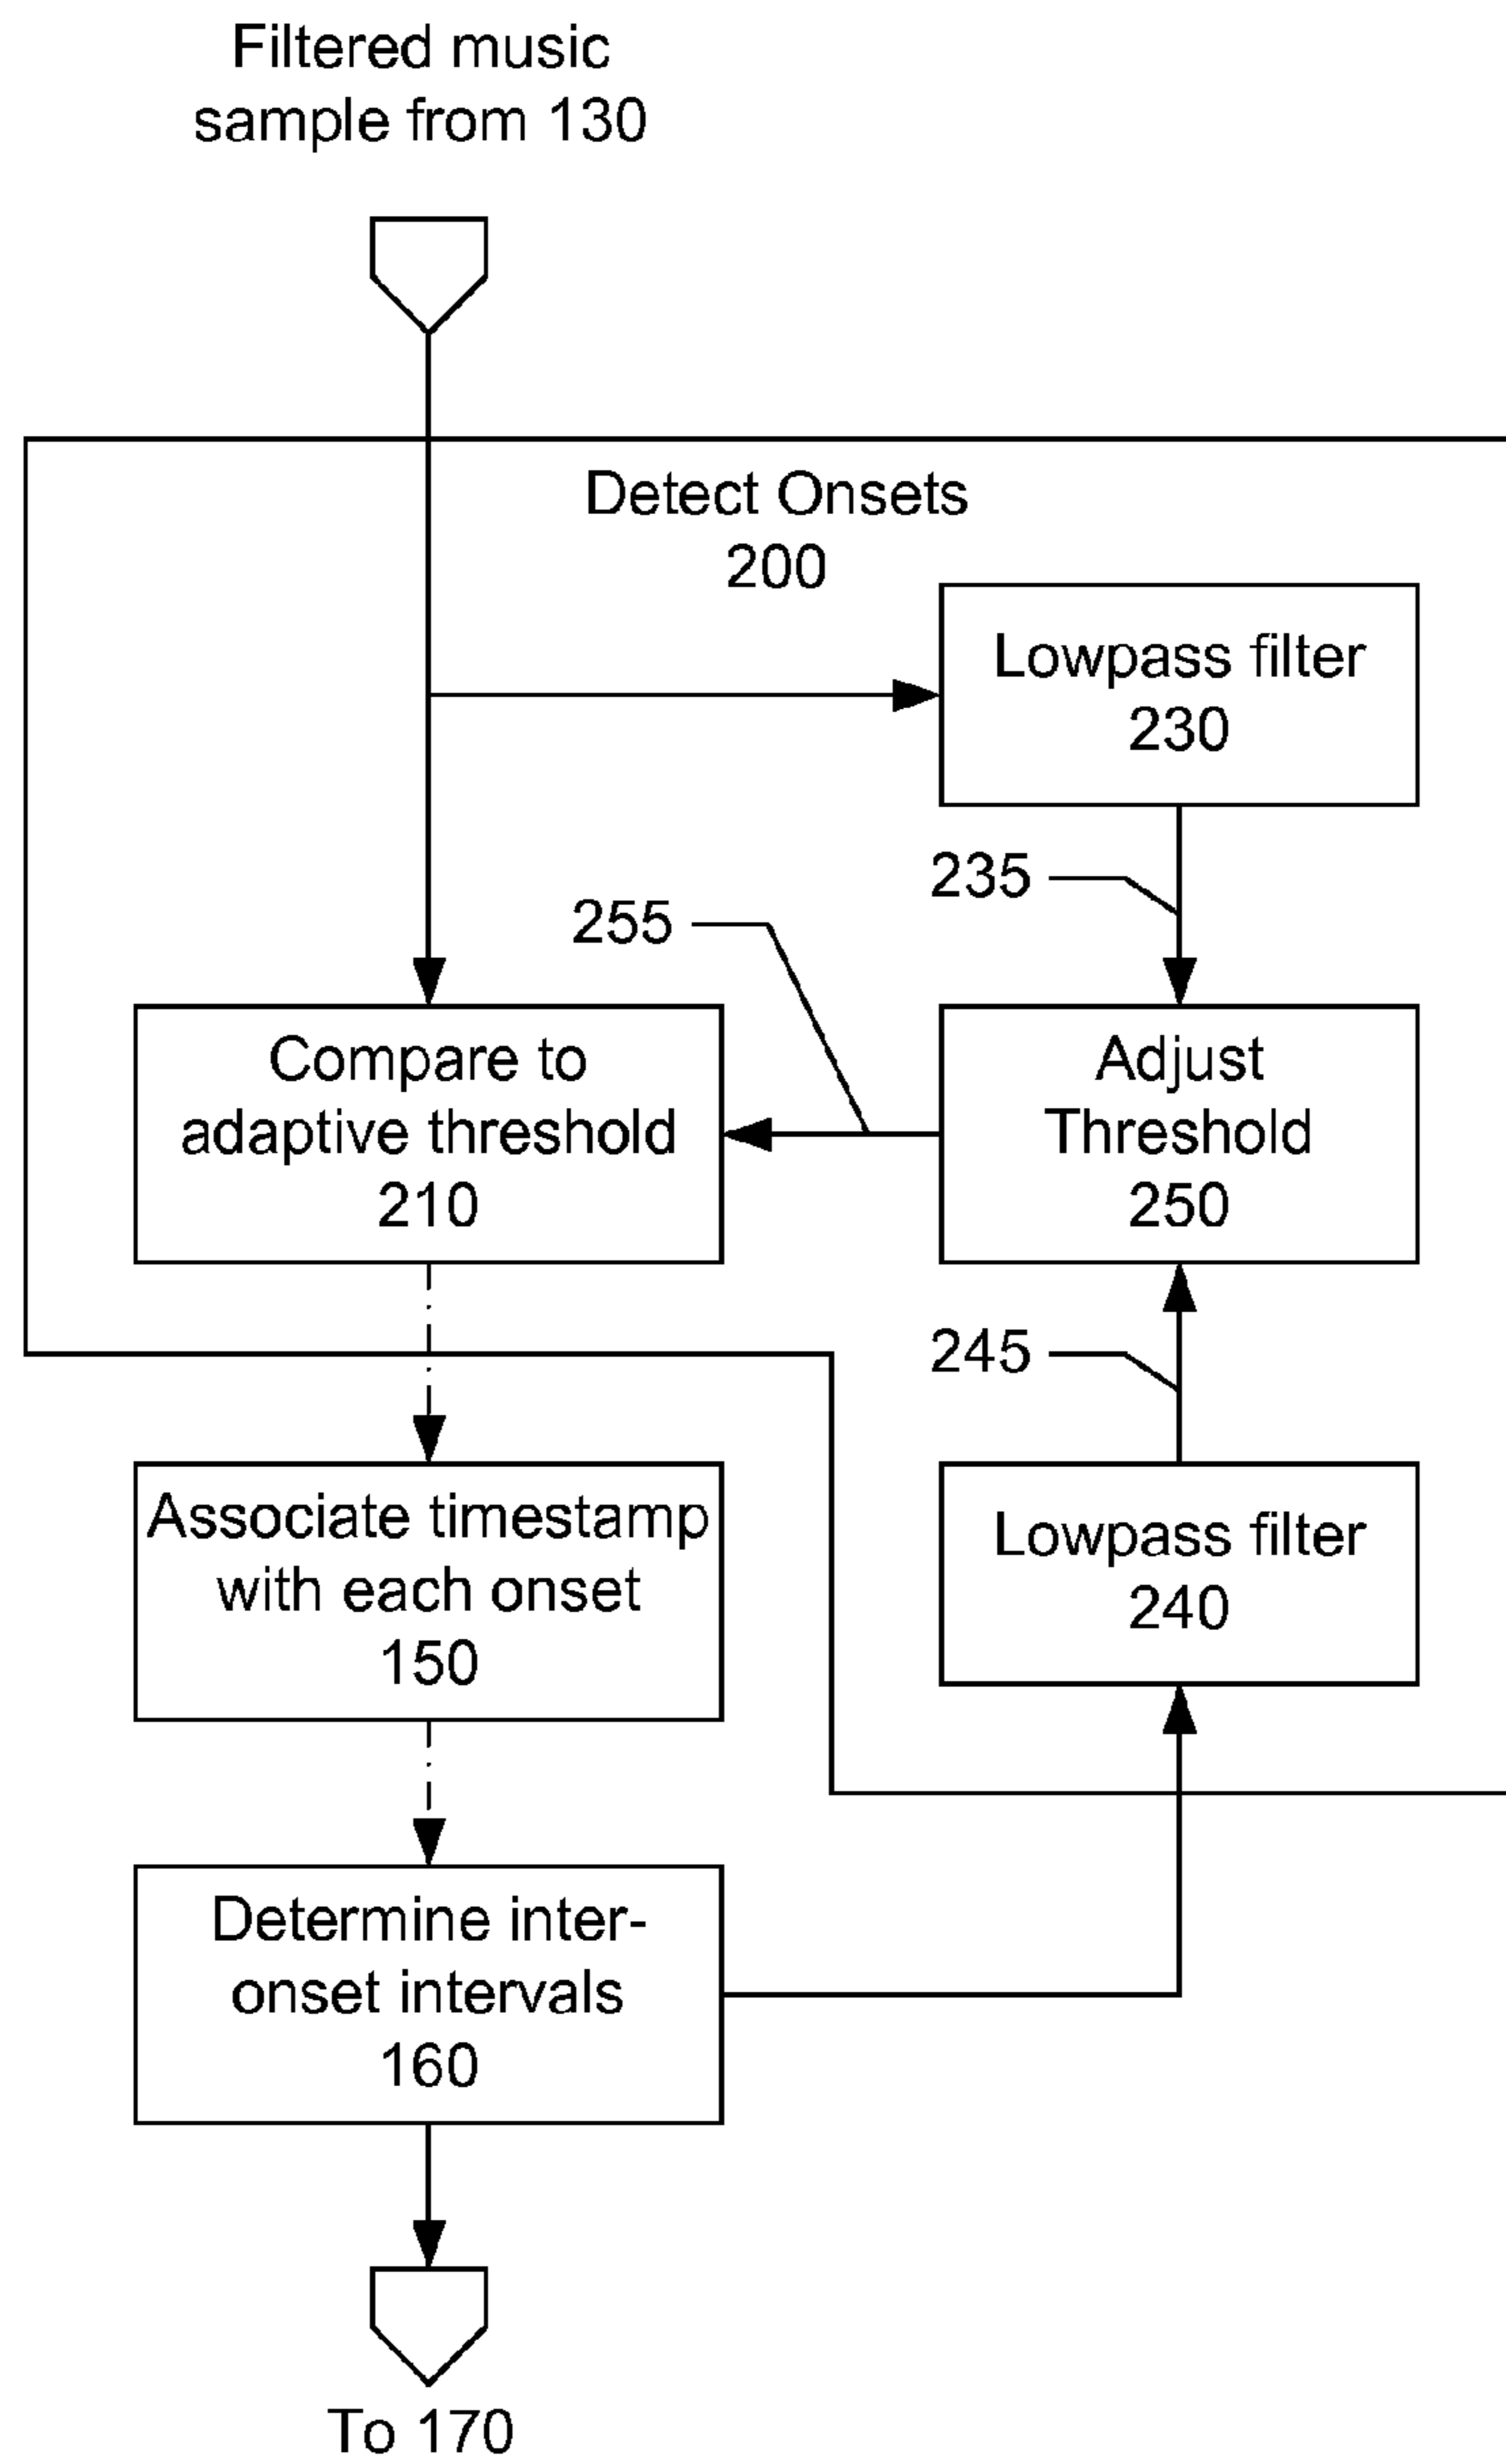 Filtered music
sample from 130
Detect Onsets
200
Lowpass filter
230
235
255
Compare to
adaptive threshold
210
Adjust
Threshold
250
245
Associate timestamp
with each onset
150
Lowpass filter
240
Determine inter-
onset intervals
160
To 170